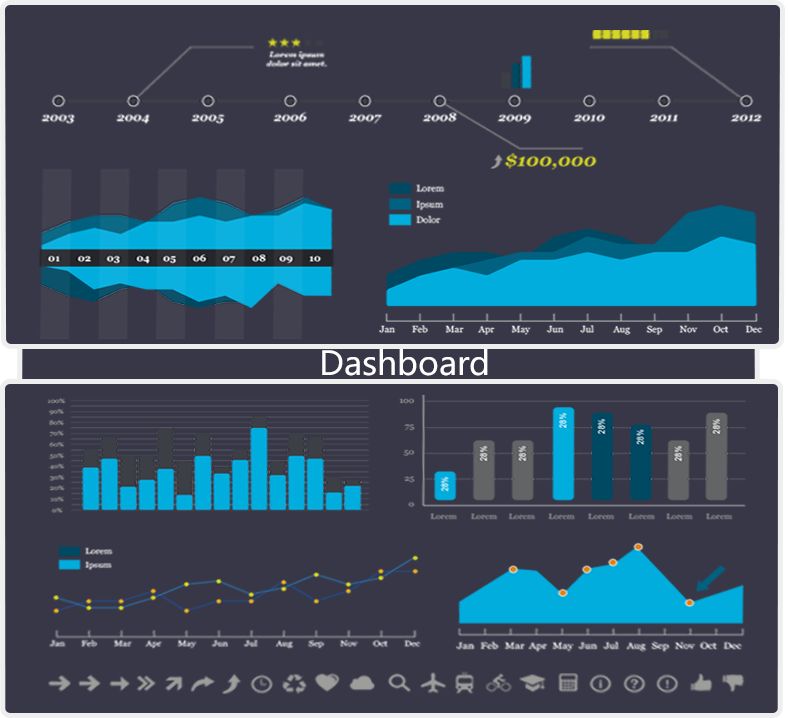 Lorem ipsum
dolor sit amet.
2003 2004 2005 2006 2007 2008 2009 2010 2011 2012
$100,000
01 02 03 04 05 06 07 08 09 10
Lorem
Ipsum
Dolor
Jan Feb Mar Apr May Jun Jul Aug Sep Nov Oct Dec
Dashboard
100%
90%
80%
70%
60%
50%
40%
30%
20%
10%
0%
100
75
50
25
0
28% 28% 28% 28% 28% 28% 28% 28%
Lorem Lorem Lorem Lorem Lorem Lorem Lorem Lorem
Lorem
Ipsum
Jan Feb Mar Apr May Jun Jul Aug Sep Nov Oct Dec
Jan Feb Mar Apr May Jun Jul Aug Sep Nov Oct Dec